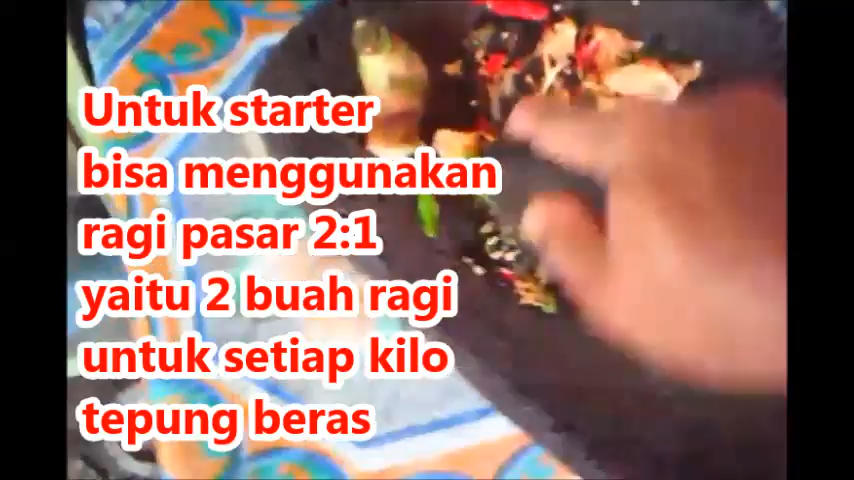 Untuk starter
bisa menggunakan
ragi pasar 2:1
yaitu 2 buah ragi
untuk setiap kilo
tepung beras